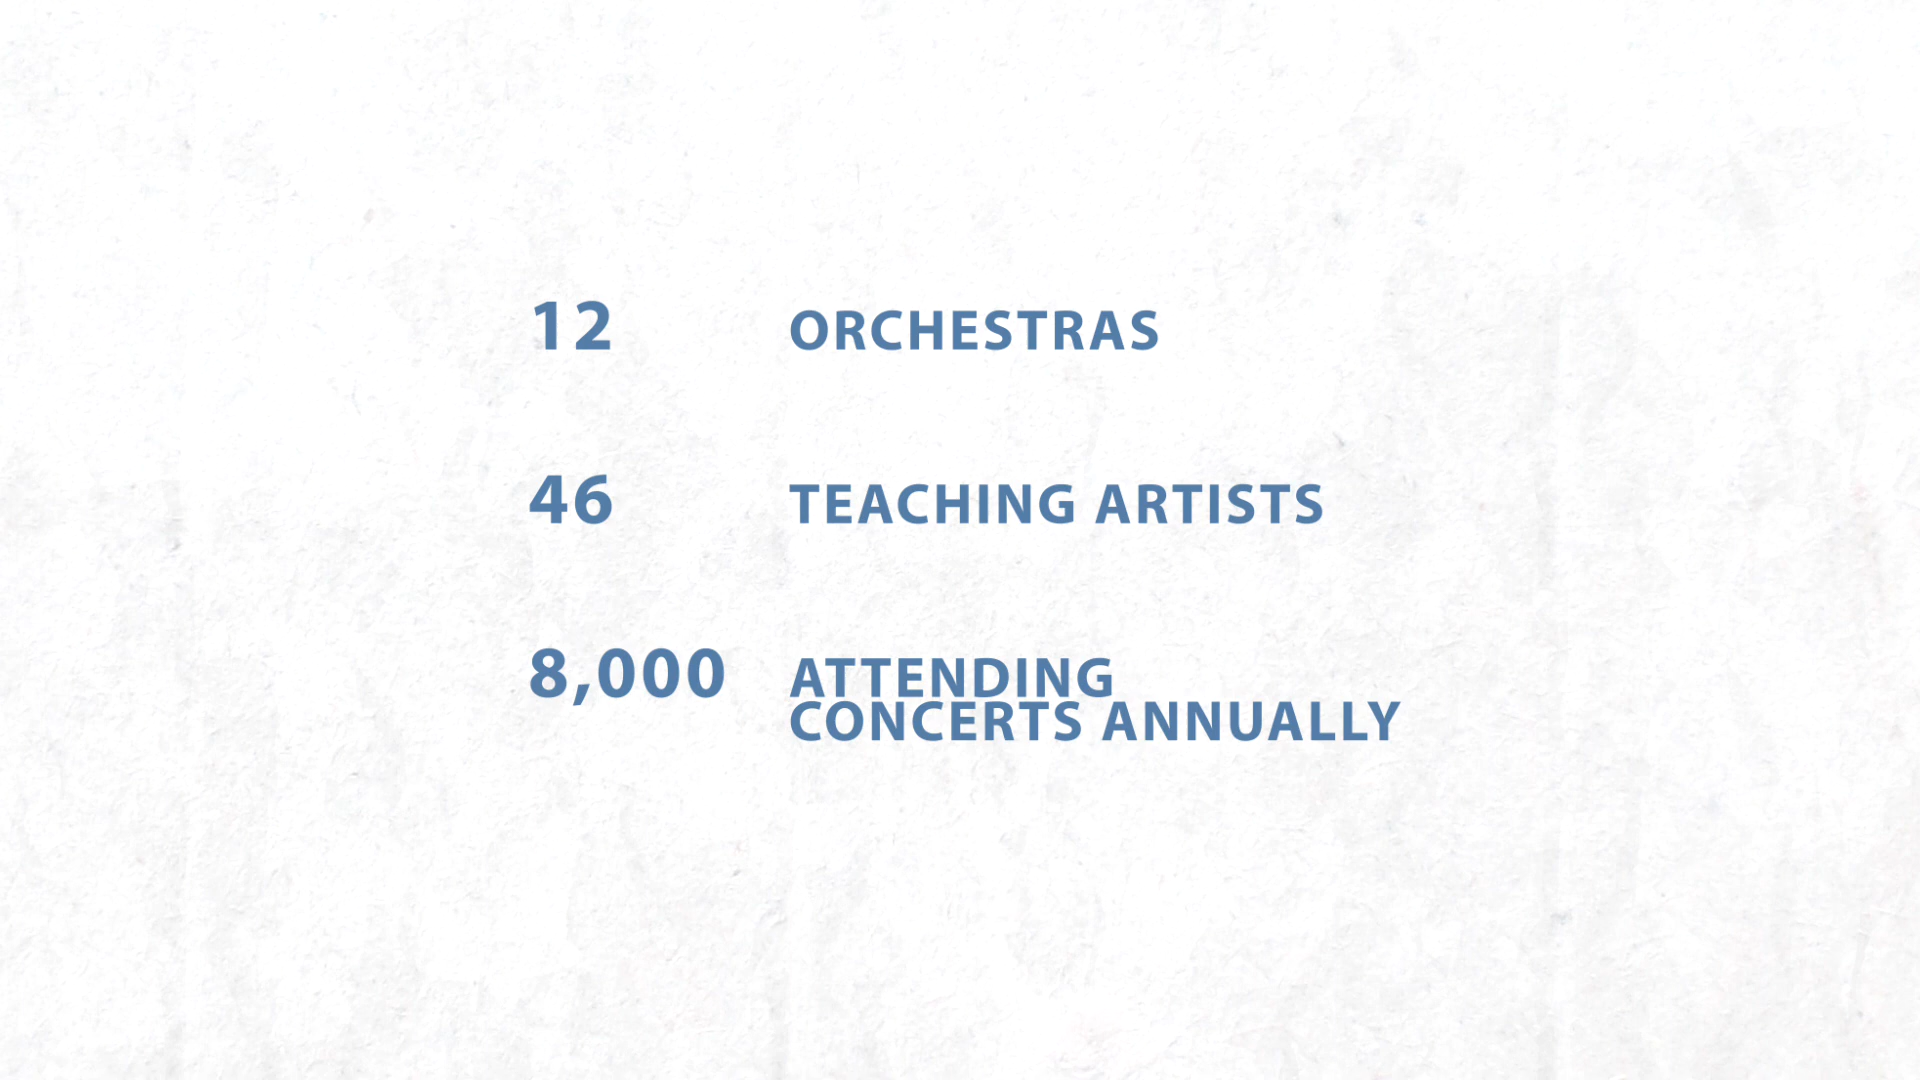 12 ORCHESTRAS
46 TEACHING ARTISTS
8,000 ATTENDING
CONCERTS ANNUALLY